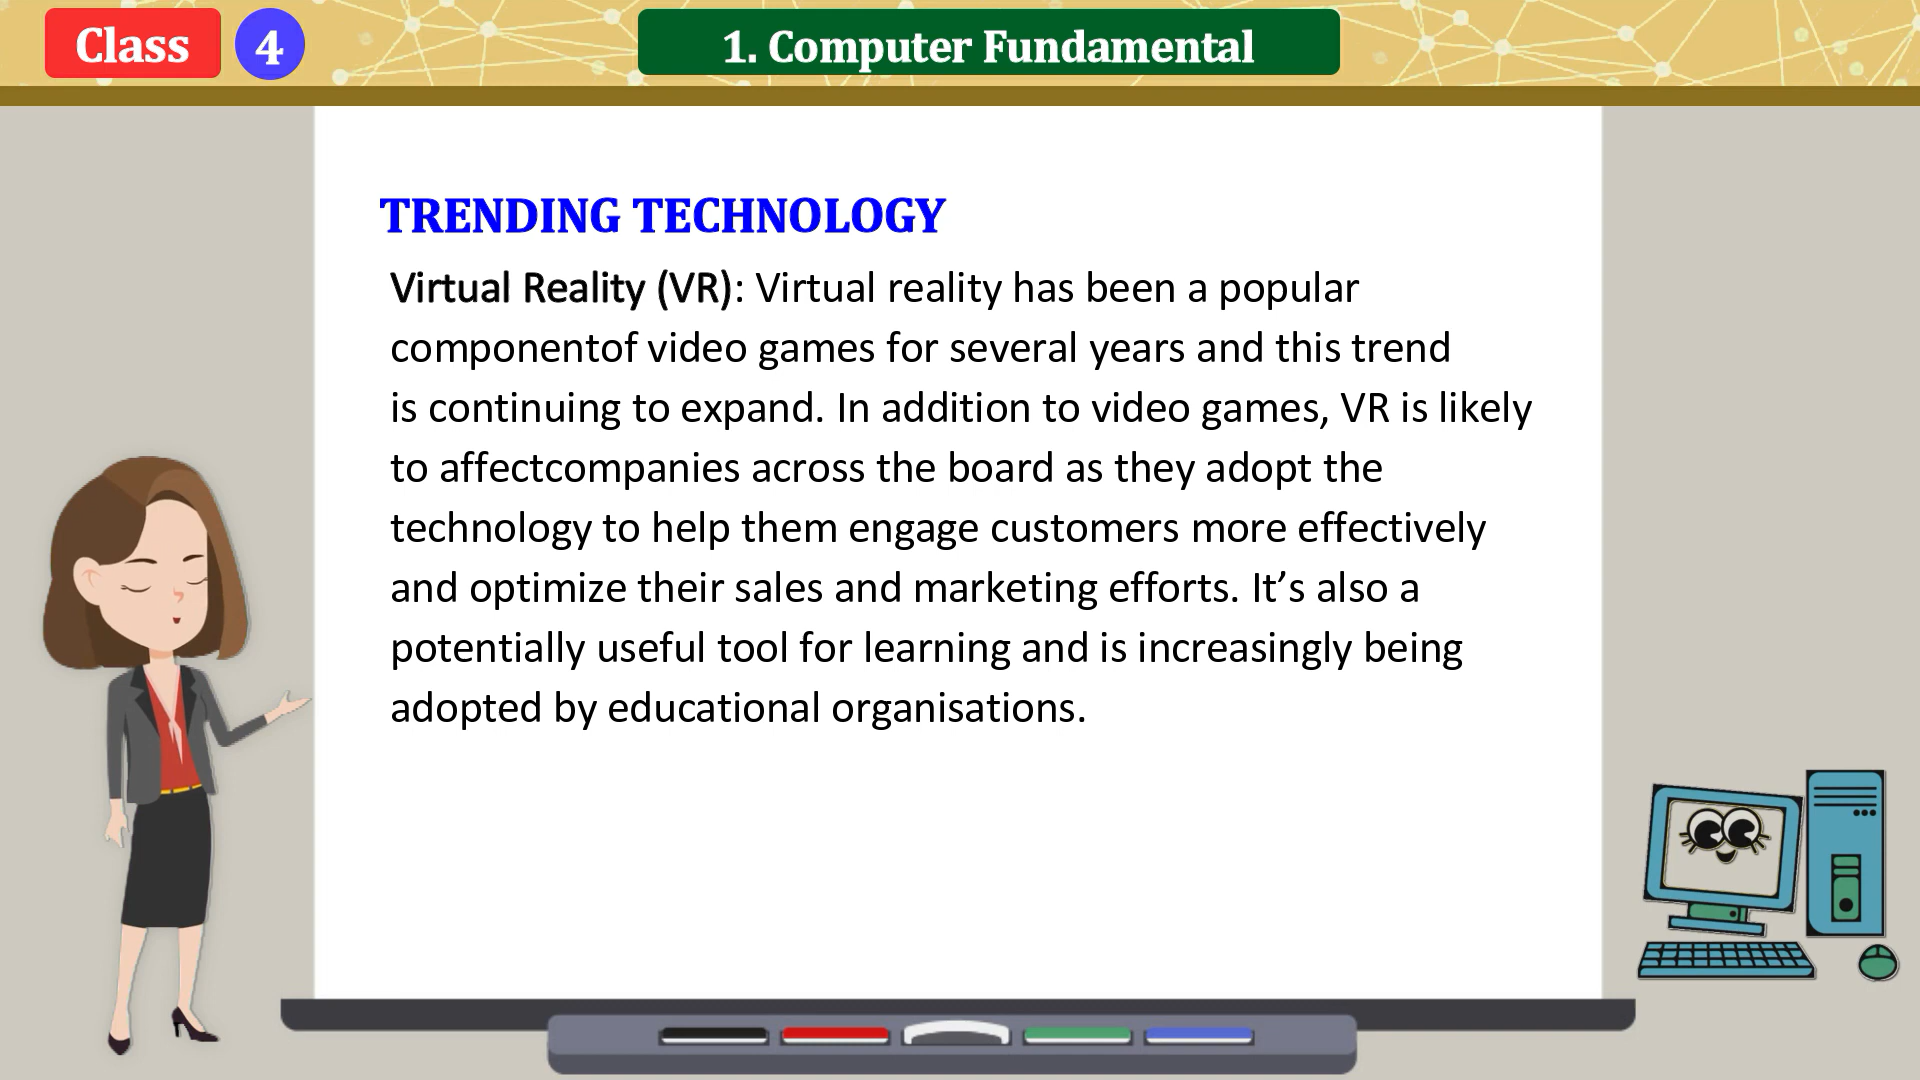 Class 4
1. Computer Fundamental
TRENDING TECHNOLOGY
Virtual Reality (VR): Virtual reality has been a popular
componentof video games for several years and this trend
is continuing to expand. In addition to video games, VR is likely
to affectcompanies across the board as they adopt the
technology to help them engage customers more effectively
and optimize their sales and marketing efforts. It’s also a
potentially useful tool for learning and is increasingly being
adopted by educational organisations.